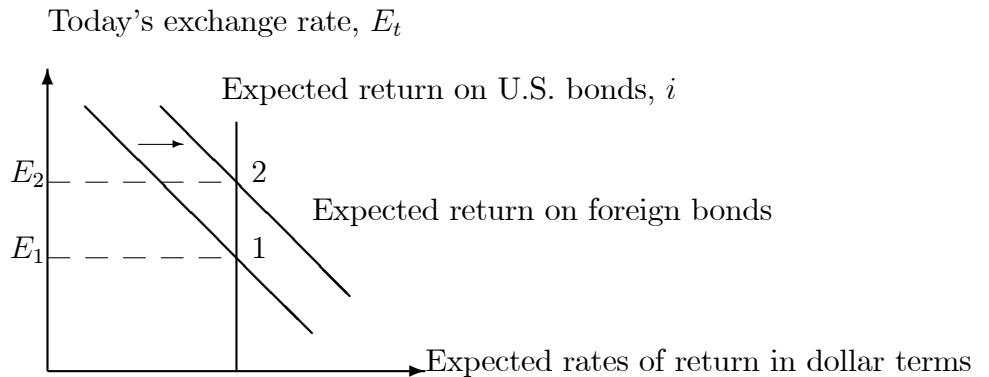 Today's exchange rate, E_t
Expected return on U.S. bonds, i
E_2
2
Expected return on foreign bonds
E_1
1
Expected rates of return in dollar terms